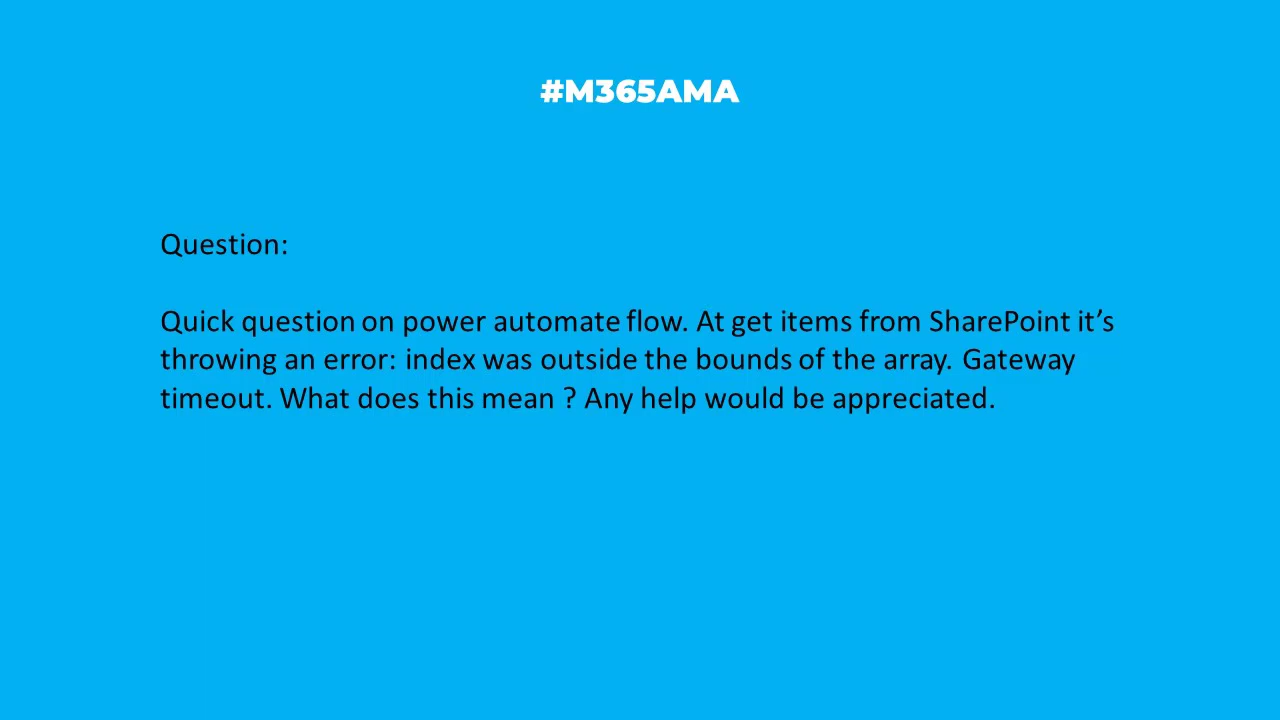 #M365AMA
Question:
Quick question on power automate flow. At get items from SharePoint it’s
throwing an error: index was outside the bounds of the array. Gateway
timeout. What does this mean ? Any help would be appreciated.